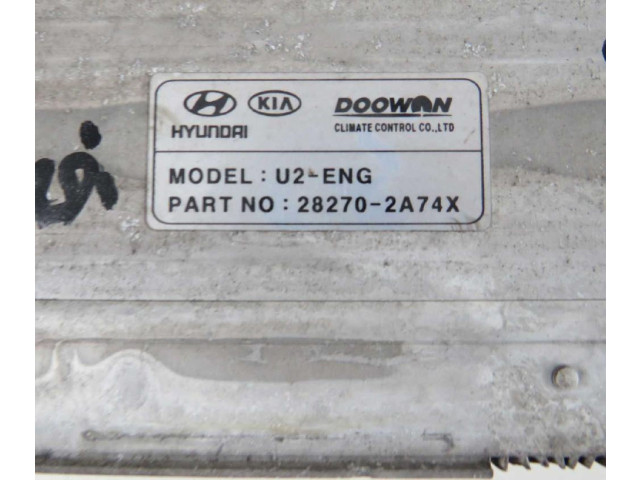 KIA
DOOWON
HYUNDAI
CLIMATE CONTROL CO.,LTD
MODEL : U2-ENG
PART NO : 28270-2A74X